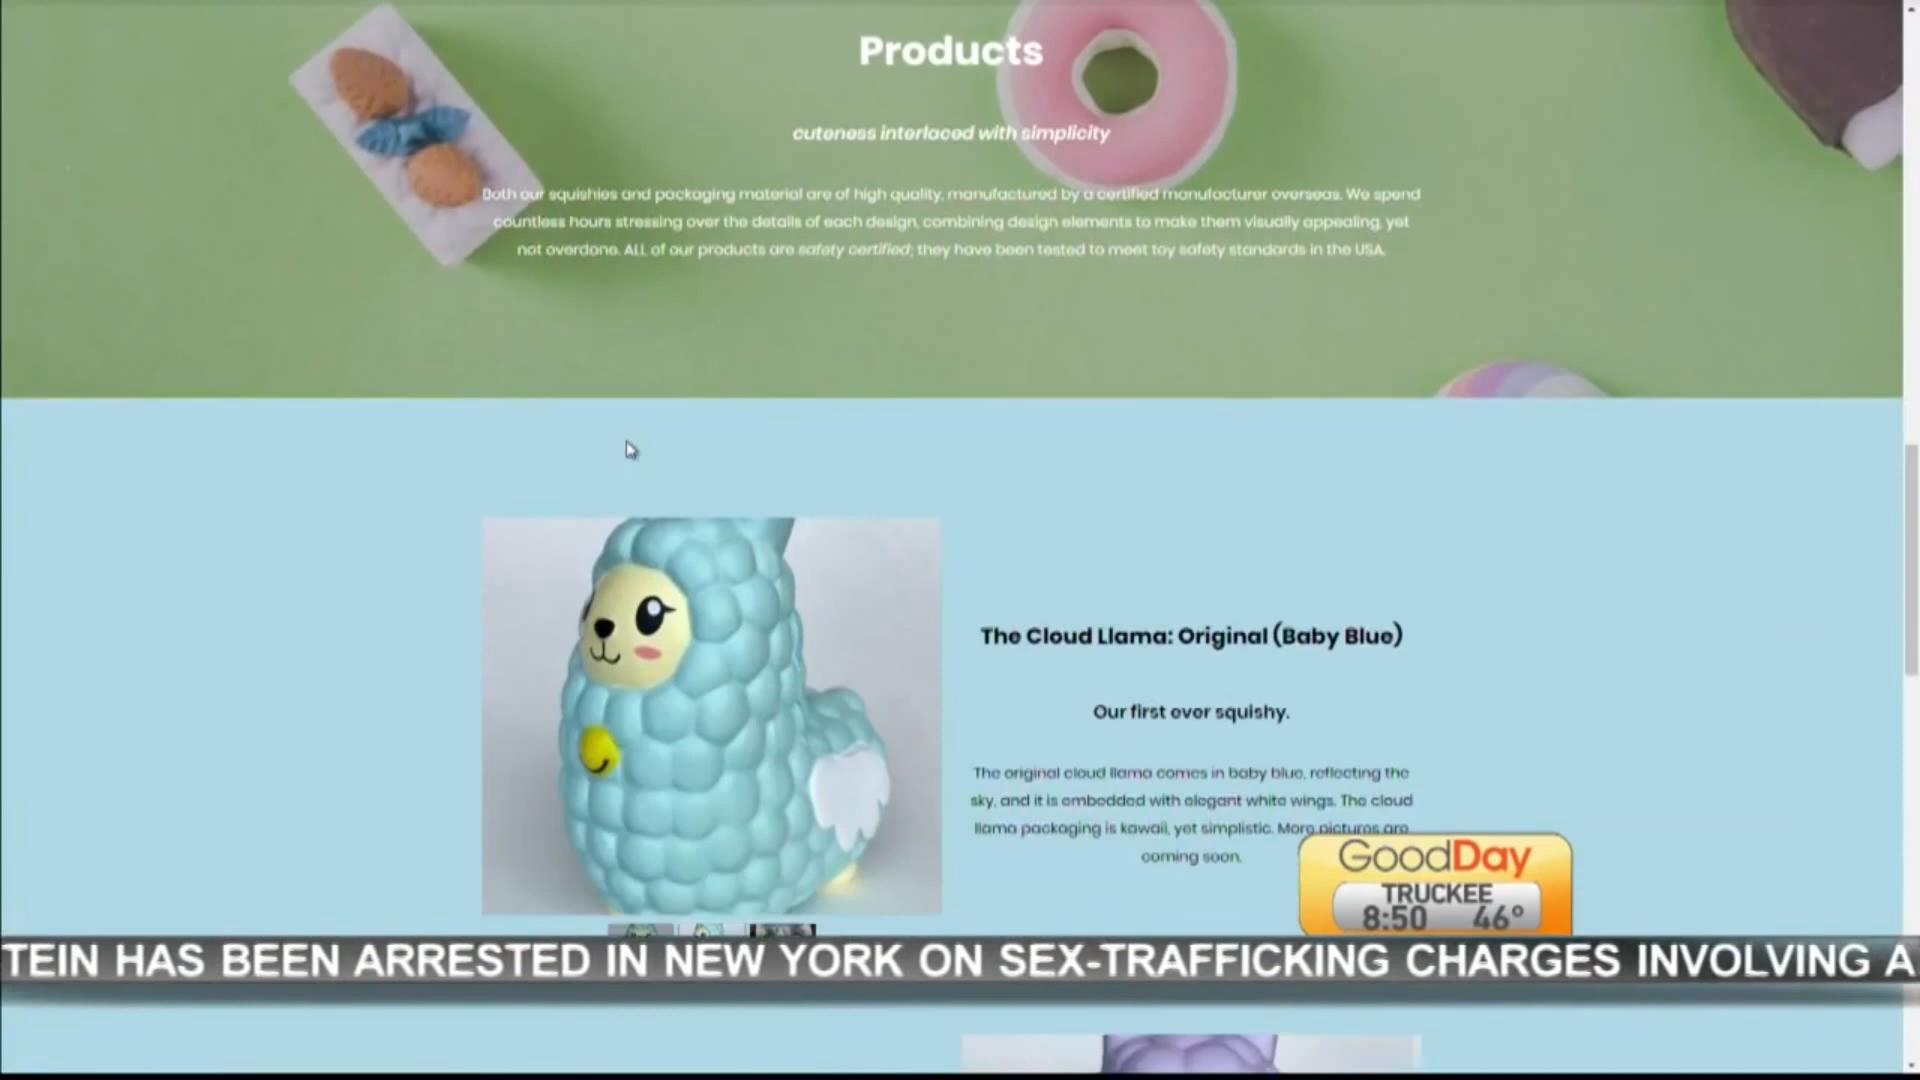 Products
cuteness interlaced with simplicity
Both our squishies and packaging material are of high quality, manufactured by a certified manufacturer overseas. We spend
countless hours stressing over the details of each design, combining design elements to make them visually appealing, yet
not overdone. ALL of our products are safety certified; they have been tested to meet toy safety standards in the USA.
The Cloud Llama: Original (Baby Blue)
Our first ever squishy.
The original cloud llama comes in baby blue, reflecting the
sky, and it is embedded with elegant white wings. The cloud
llama packaging is kawaii, yet simplistic. More pictures are
coming soon.
GoodDay
TRUCKEE
8:50 46°
TEIN HAS BEEN ARRESTED IN NEW YORK ON SEX-TRAFFICKING CHARGES INVOLVING A